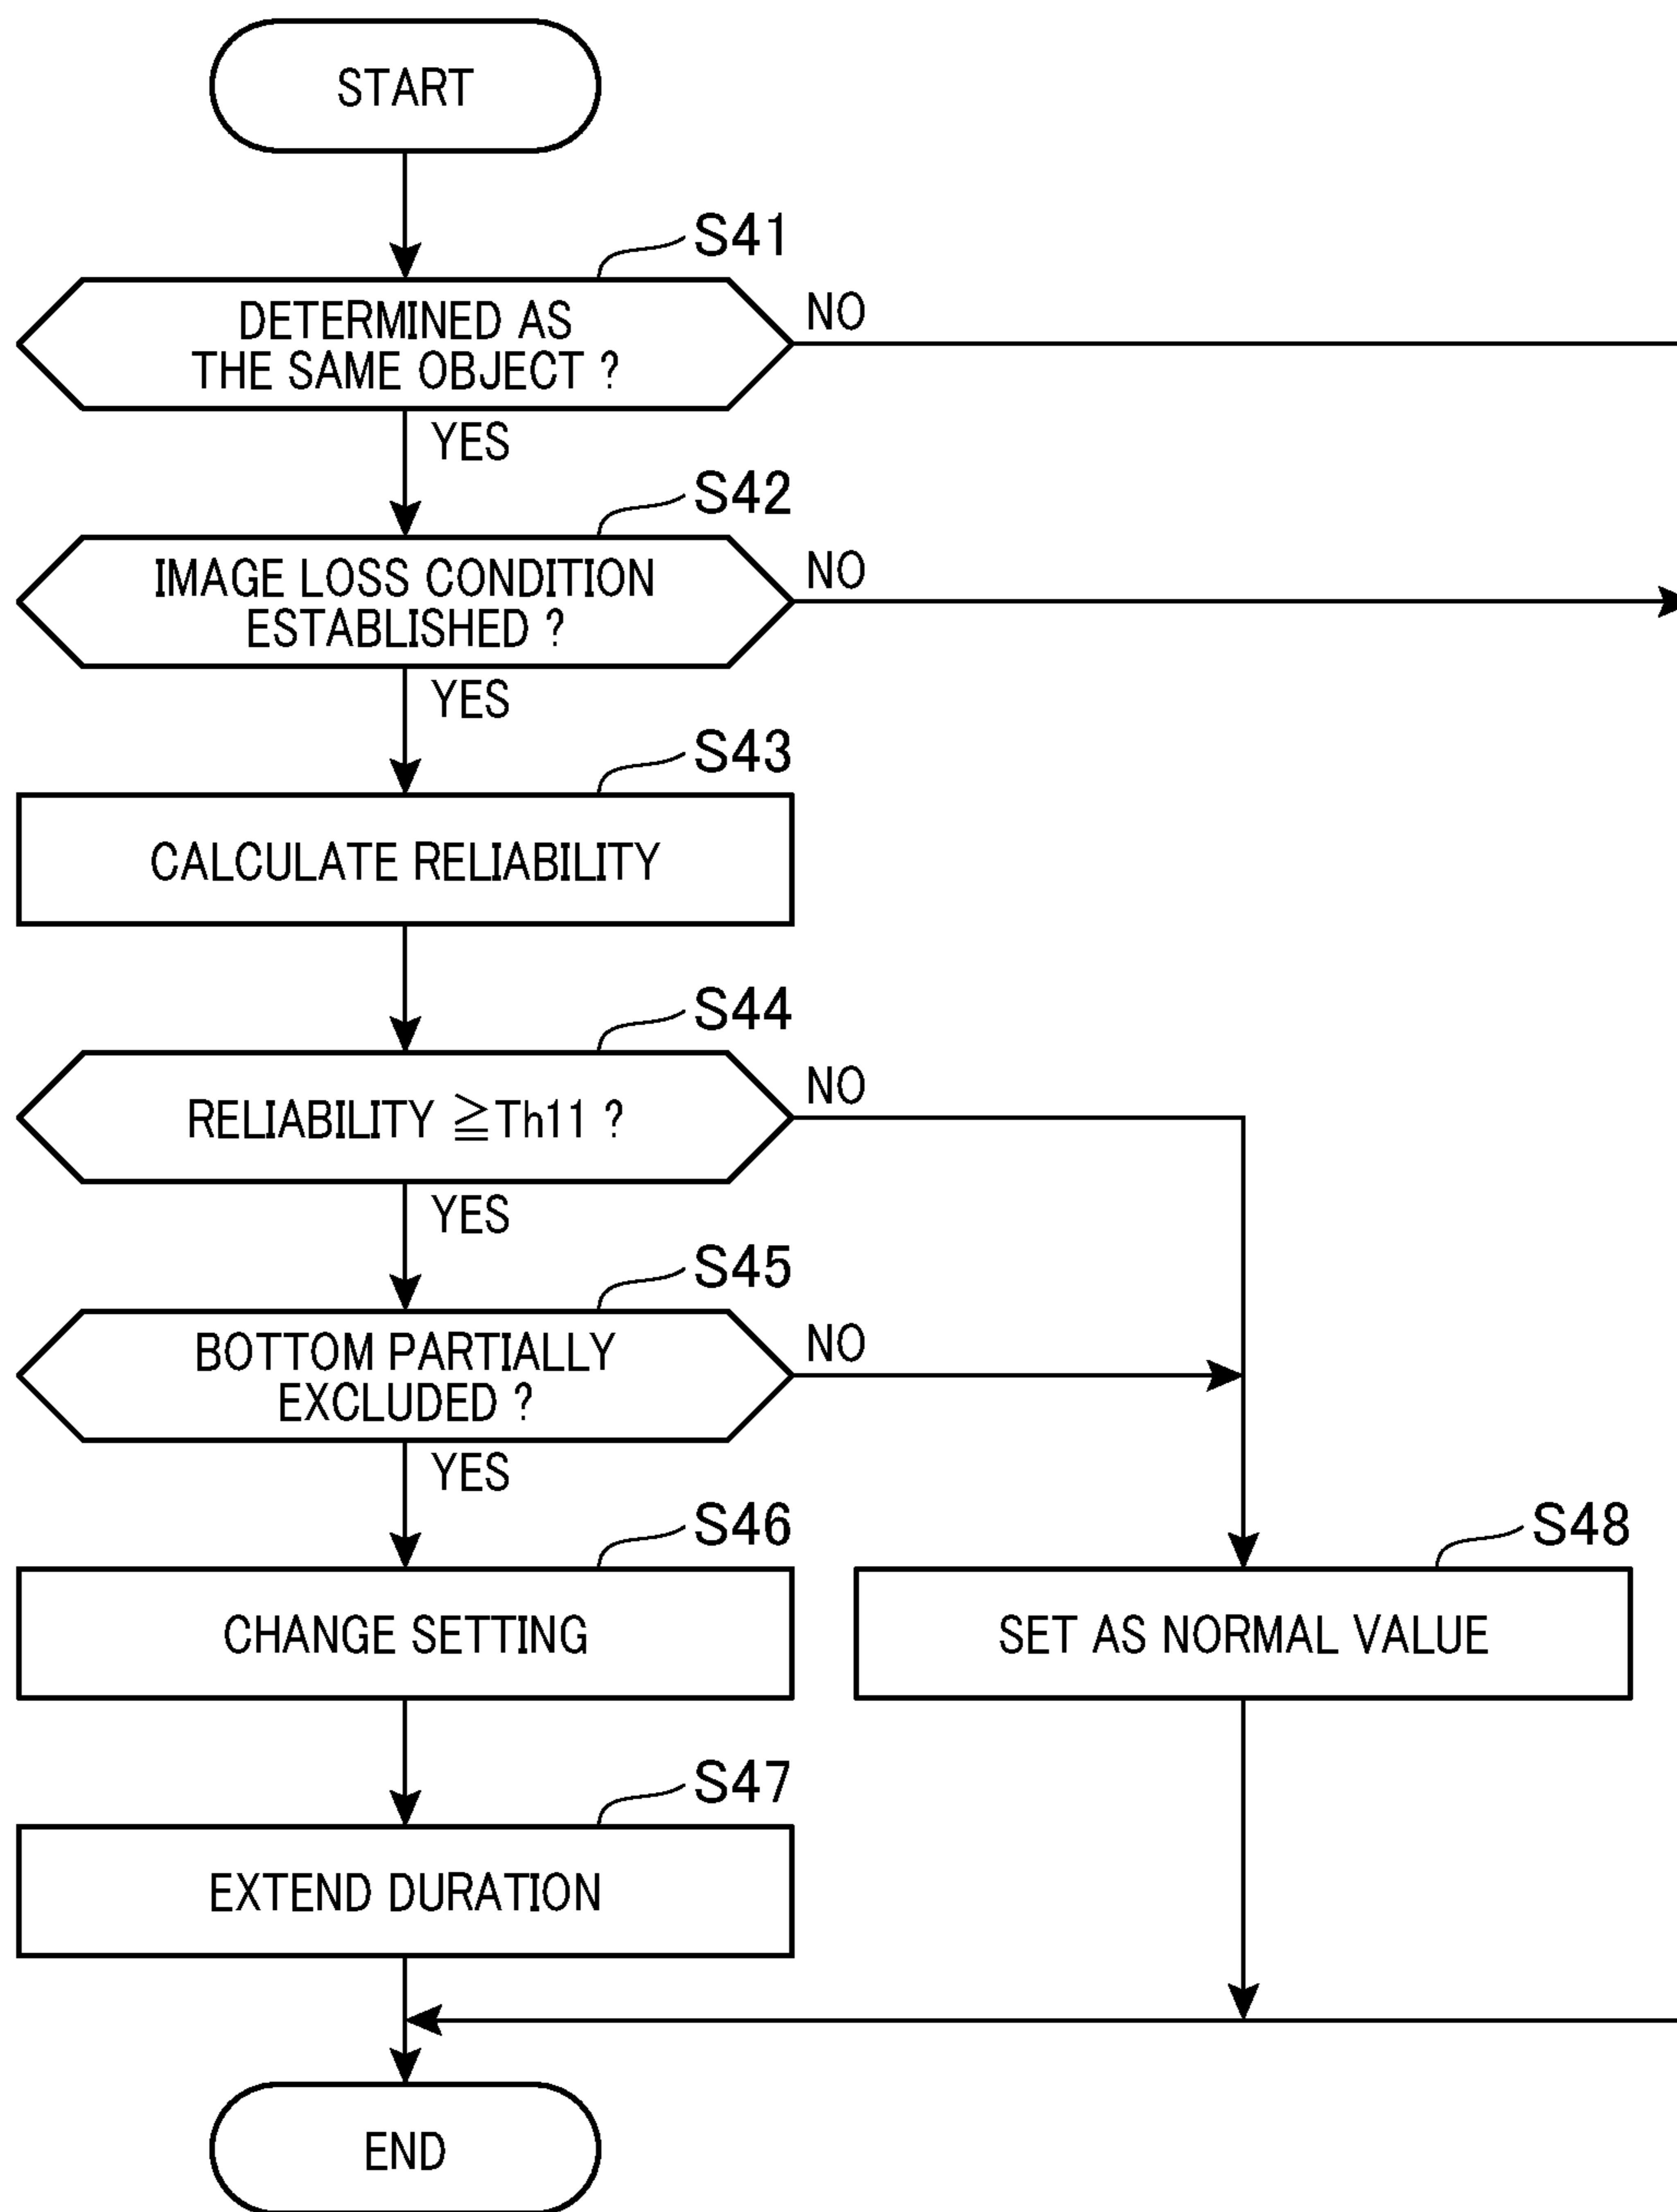 START
S41
DETERMINED AS
THE SAME OBJECT ?
NO
YES
S42
IMAGE LOSS CONDITION
ESTABLISHED ?
NO
YES
S43
CALCULATE RELIABILITY
S44
RELIABILITY ≧Th11 ?
NO
YES
S45
BOTTOM PARTIALLY
EXCLUDED ?
NO
YES
S46
CHANGE SETTING
S48
SET AS NORMAL VALUE
S47
EXTEND DURATION
END